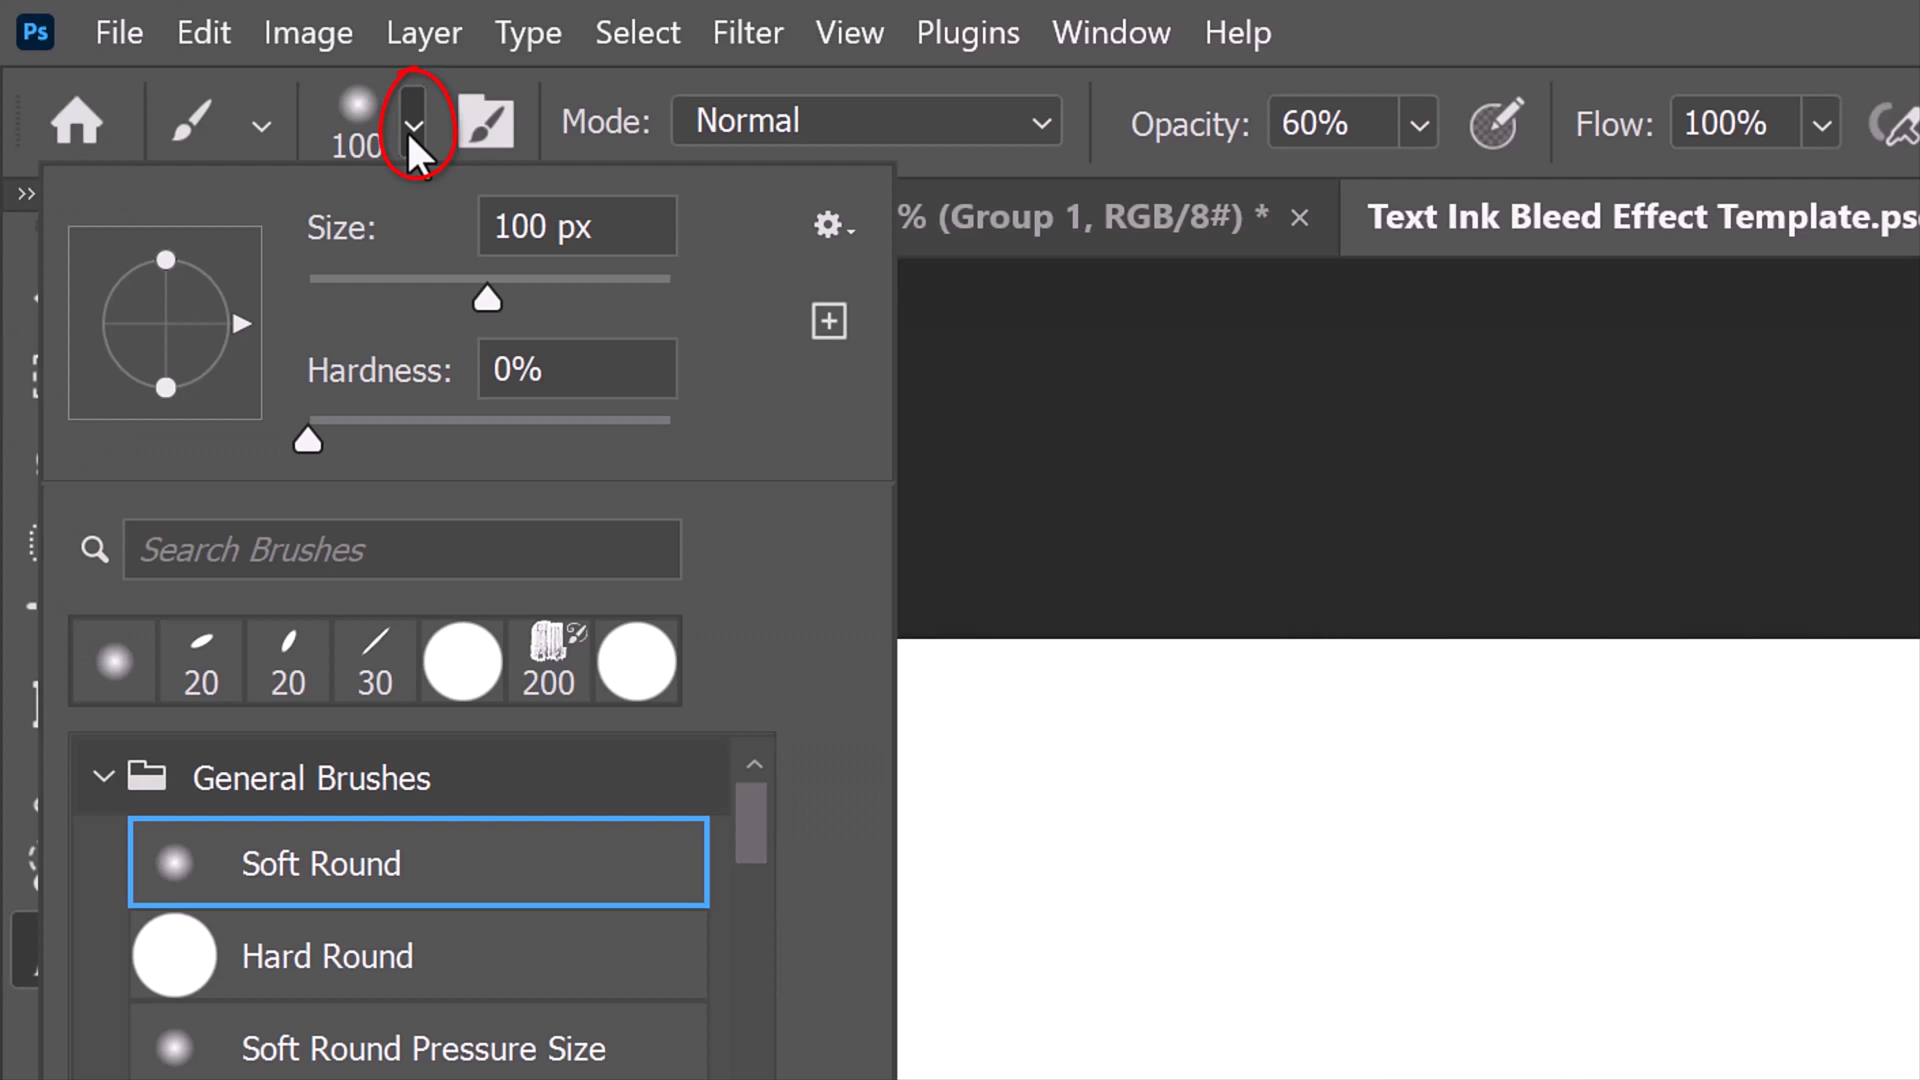 Ps File Edit Image Layer Type Select Filter View Plugins Window Help
100 Mode: Normal Opacity: 60% Flow: 100%
% (Group 1, RGB/8#) * × Text Ink Bleed Effect Template.ps
Size: 100 px
Hardness: 0%
Search Brushes
20 20 30 200
General Brushes
Soft Round
Hard Round
Soft Round Pressure Size